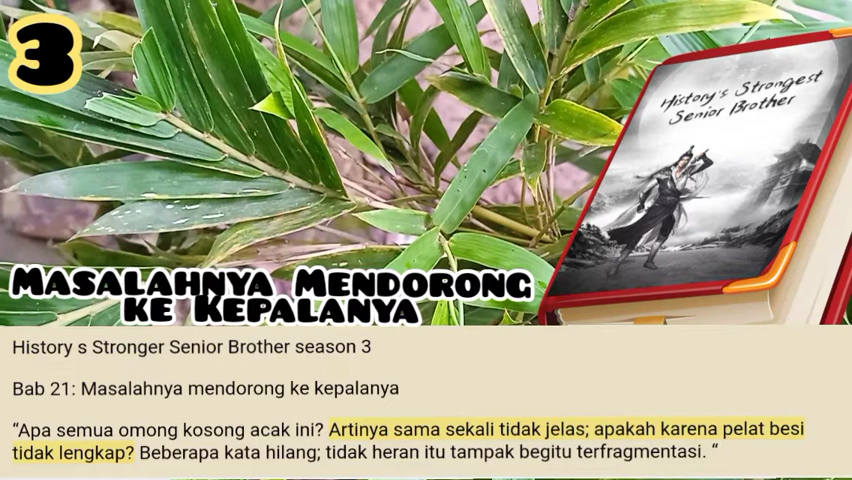 3
History's Strongest
Senior Brother
Masalahnya Mendorong
ke Kepalanya
History s Stronger Senior Brother season 3
Bab 21: Masalahnya mendorong ke kepalanya
“Apa semua omong kosong acak ini? Artinya sama sekali tidak jelas; apakah karena pelat besi
tidak lengkap? Beberapa kata hilang; tidak heran itu tampak begitu terfragmentasi. “